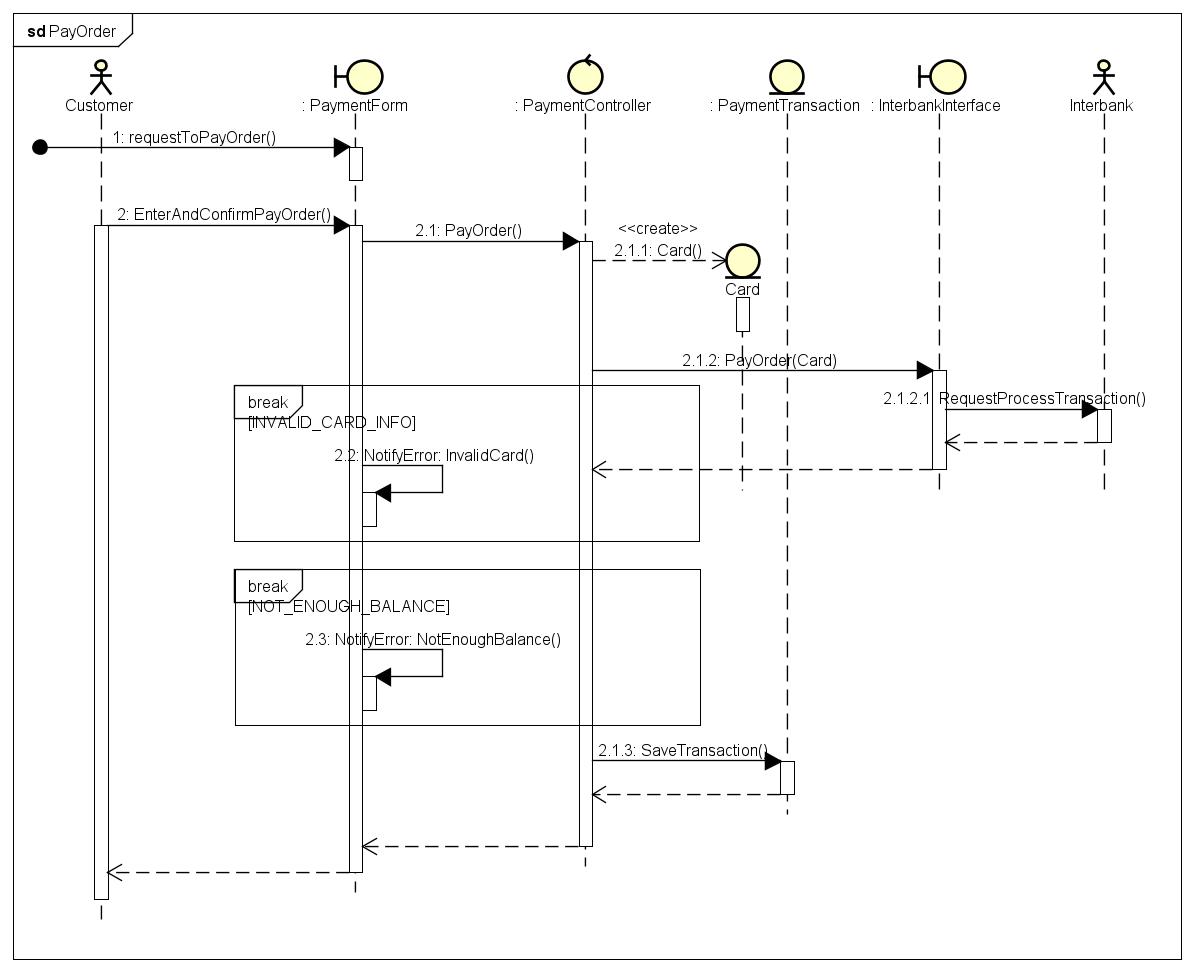 sd PayOrder
Customer
: PaymentForm
: PaymentController
: PaymentTransaction
: InterbankInterface
Interbank
1: requestToPayOrder()
2: EnterAndConfirmPayOrder()
2.1: PayOrder()
<<create>>
2.1.1: Card()
Card
2.1.2: PayOrder(Card)
break
[INVALID_CARD_INFO]
2.1.2.1: RequestProcessTransaction()
2.2: NotifyError: InvalidCard()
break
[NOT_ENOUGH_BALANCE]
2.3: NotifyError: NotEnoughBalance()
2.1.3: SaveTransaction()